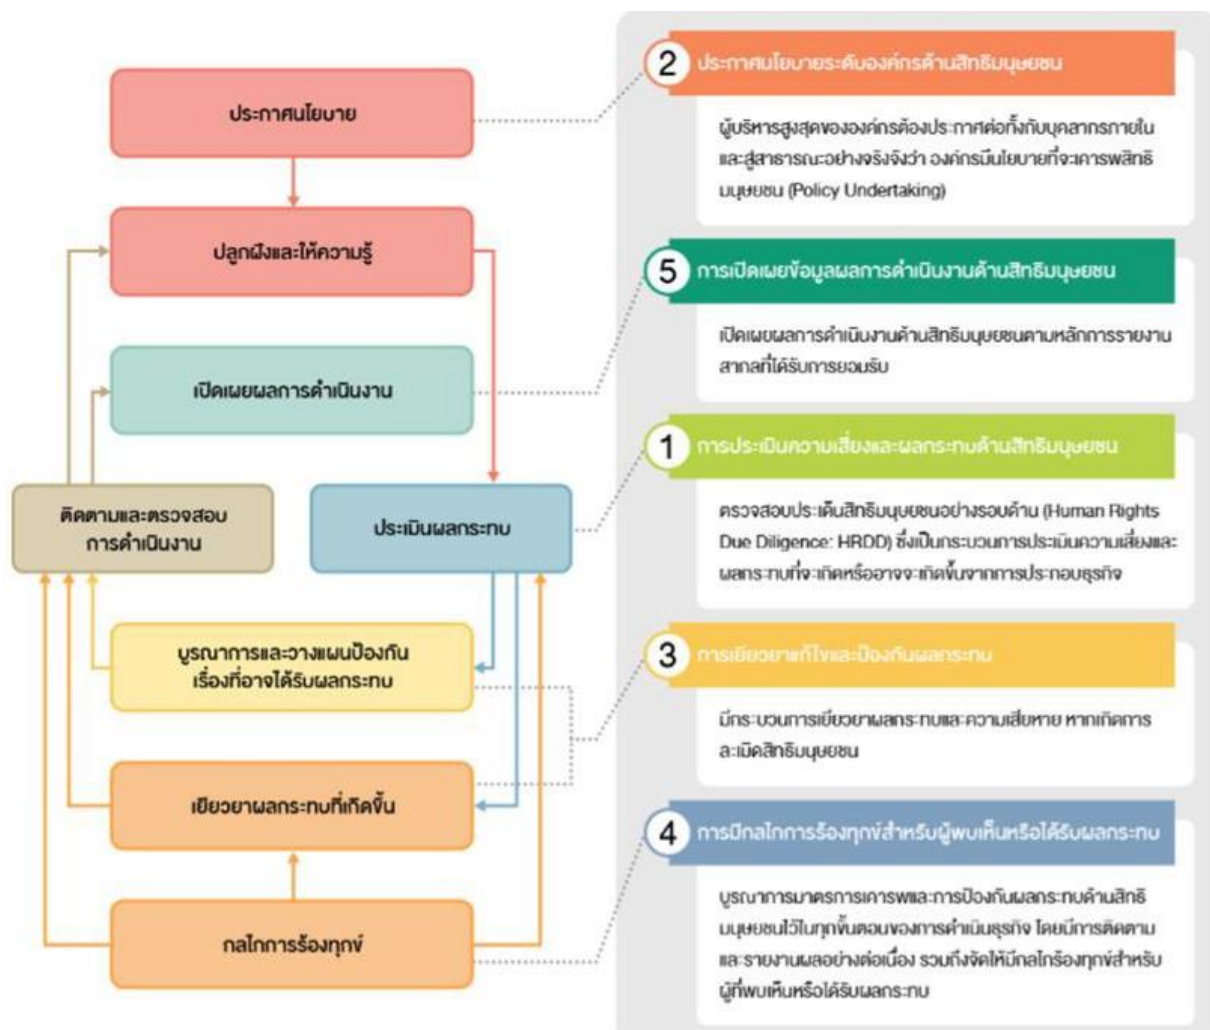 ประกาศนโยบาย
ปลูกฝังและให้ความรู้
เปิดเผยผลการดำเนินงาน
ติดตามและตรวจสอบ
การดำเนินงาน
ประเมินผลกระทบ
บูรณาการและวางแผนป้องกัน
เรื่องที่อาจได้รับผลกระทบ
เยียวยาผลกระทบที่เกิดขึ้น
กลไกการร้องทุกข์
2 ประกาศนโยบายระดับองค์กรด้านสิทธิมนุษยชน
ผู้บริหารสูงสุดขององค์กรต้องประกาศต่อทั้งกับบุคลากรภายใน
และสู่สาธารณะอย่างจริงจังว่า องค์กรมีนโยบายที่จะเคารพสิทธิ
มนุษยชน (Policy Undertaking)
5 การเปิดเผยข้อมูลผลการดำเนินงานด้านสิทธิมนุษยชน
เปิดเผยผลการดำเนินงานด้านสิทธิมนุษยชนตามหลักการรายงาน
สากลที่ได้รับการยอมรับ
1 การประเมินความเสี่ยงและผลกระทบด้านสิทธิมนุษยชน
ตรวจสอบประเด็นสิทธิมนุษยชนอย่างรอบด้าน (Human Rights
Due Diligence: HRDD) ซึ่งเป็นกระบวนการประเมินความเสี่ยงและ
ผลกระทบที่จะเกิดหรืออาจจะเกิดขึ้นจากการประกอบธุรกิจ
3 การเยียวยาแก้ไขและป้องกันผลกระทบ
มีกระบวนการเยียวยาผลกระทบและความเสียหาย หากเกิดการ
ละเมิดสิทธิมนุษยชน
4 การมีกลไกการร้องทุกข์สำหรับผู้พบเห็นหรือได้รับผลกระทบ
บูรณาการมาตรการเคารพและการป้องกันผลกระทบด้านสิทธิ
มนุษยชนไว้ในทุกขั้นตอนของการดำเนินธุรกิจ โดยมีการติดตาม
และรายงานผลอย่างต่อเนื่อง รวมถึงจัดให้มีกลไกร้องทุกข์สำหรับ
ผู้ที่พบเห็นหรือได้รับผลกระทบ